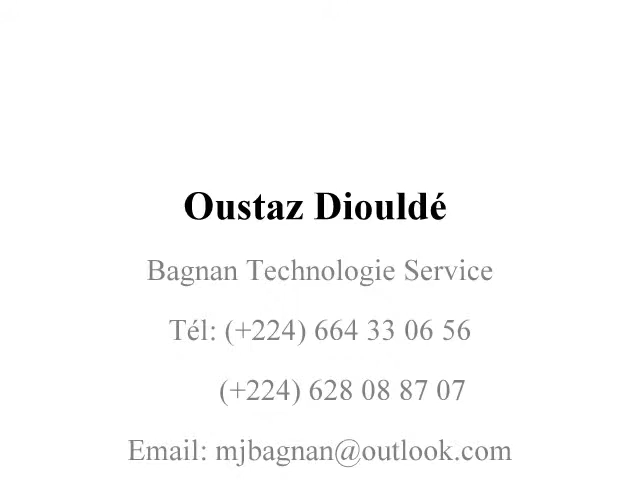 Oustaz Diouldé
Bagnan Technologie Service
Tél: (+224) 664 33 06 56
(+224) 628 08 87 07
Email: mjbagnan@outlook.com